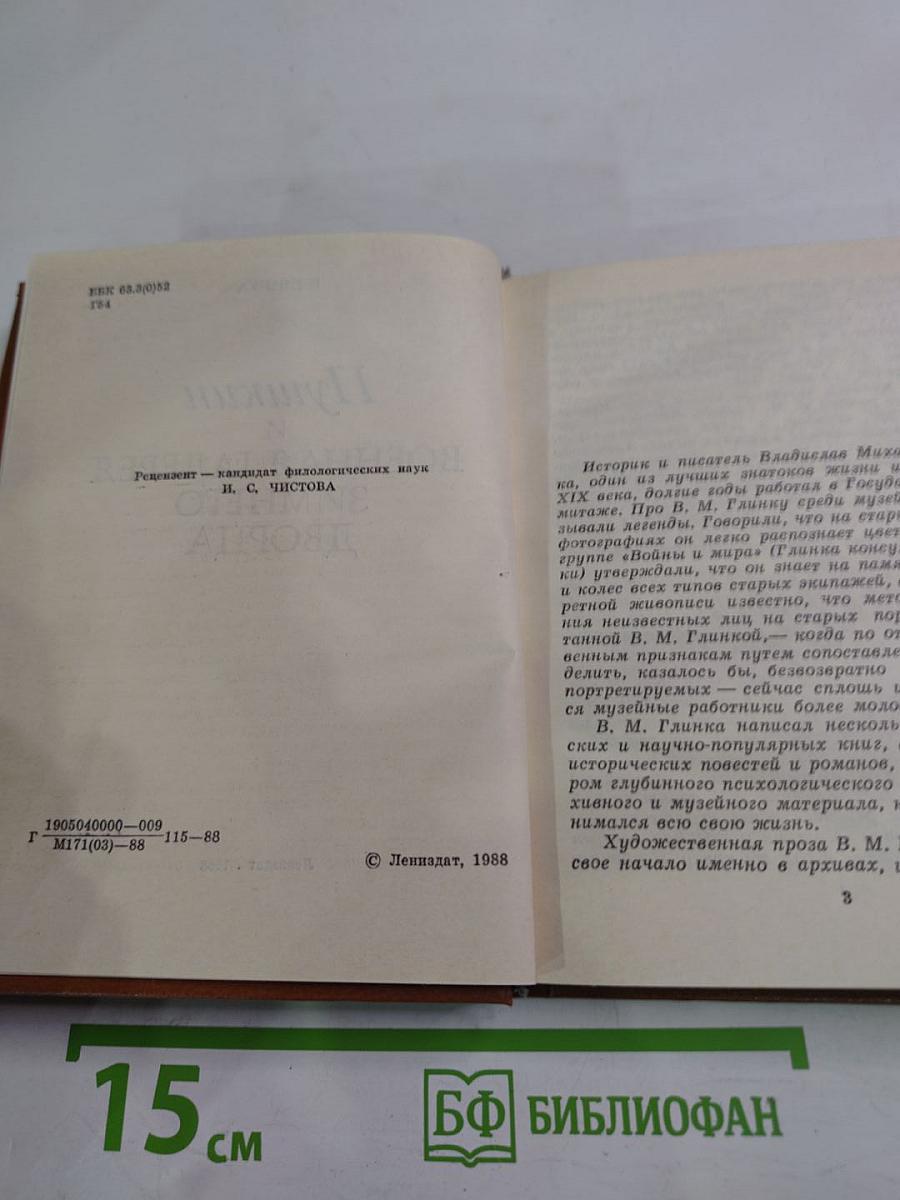 ББК 63.3(0)52
Г54
Рецензент — кандидат филологических наук
И. С. ЧИСТОВА
Г 1905040000—009 115—88
М171(03)—88
© Лениздат, 1988
Историк и писатель Владислав Миха
ка, один из лучших знатоков жизни и
XIX века, долгие годы работал в Госуда
митаже. Про В. М. Глинку среди музей
зывали легенды. Говорили, что на стар
фотографиях он легко распознает цвет
группе «Войны и мира» (Глинка консу
ки) утверждали, что он знает на памя
и колес всех типов старых экипажей,
ретной живописи известно, что мето
ния неизвестных лиц на старых пор
танной В. М. Глинкой,— когда по от
венным признакам путем сопоставле
делить, казалось бы, безвозвратно
портретируемых — сейчас сплошь и
ся музейные работники более моло
В. М. Глинка написал несколь
ских и научно-популярных книг,
исторических повестей и романов,
ром глубинного психологического
хивного и музейного материала, к
нимался всю свою жизнь.
Художественная проза В. М. Г
свое начало именно в архивах, и
3
15 см
БФ БИБЛИОФАН